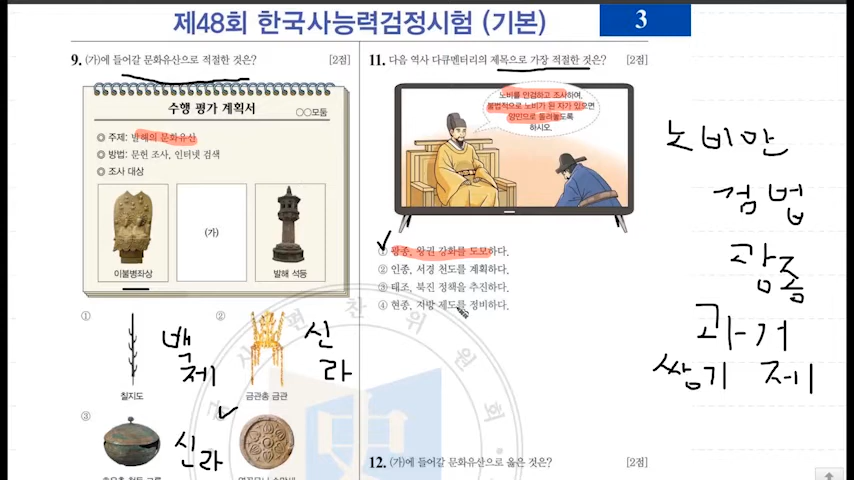 제48회 한국사능력검정시험 (기본)
3
9. (가)에 들어갈 문화유산으로 적절한 것은? [2점]
수행 평가 계획서
○○모둠
◎ 주제: 발해의 문화유산
◎ 방법: 문헌 조사, 인터넷 검색
◎ 조사 대상
(가)
이불병좌상
발해 석등
①
②
백제
신라
칠지도
금관총 금관
③
신라
11. 다음 역사 다큐멘터리의 제목으로 가장 적절한 것은? [2점]
노비를 안검하고 조사하여,
불법적으로 노비가 된 자가 있으면
양인으로 돌려놓도록
하시오.
① 광종, 왕권 강화를 도모하다.
② 인종, 서경 천도를 계획하다.
③ 태조, 북진 정책을 추진하다.
④ 현종, 지방 제도를 정비하다.
12. (가)에 들어갈 문화유산으로 옳은 것은? [2점]
노비안
검법
광종
과거
쌍기 제